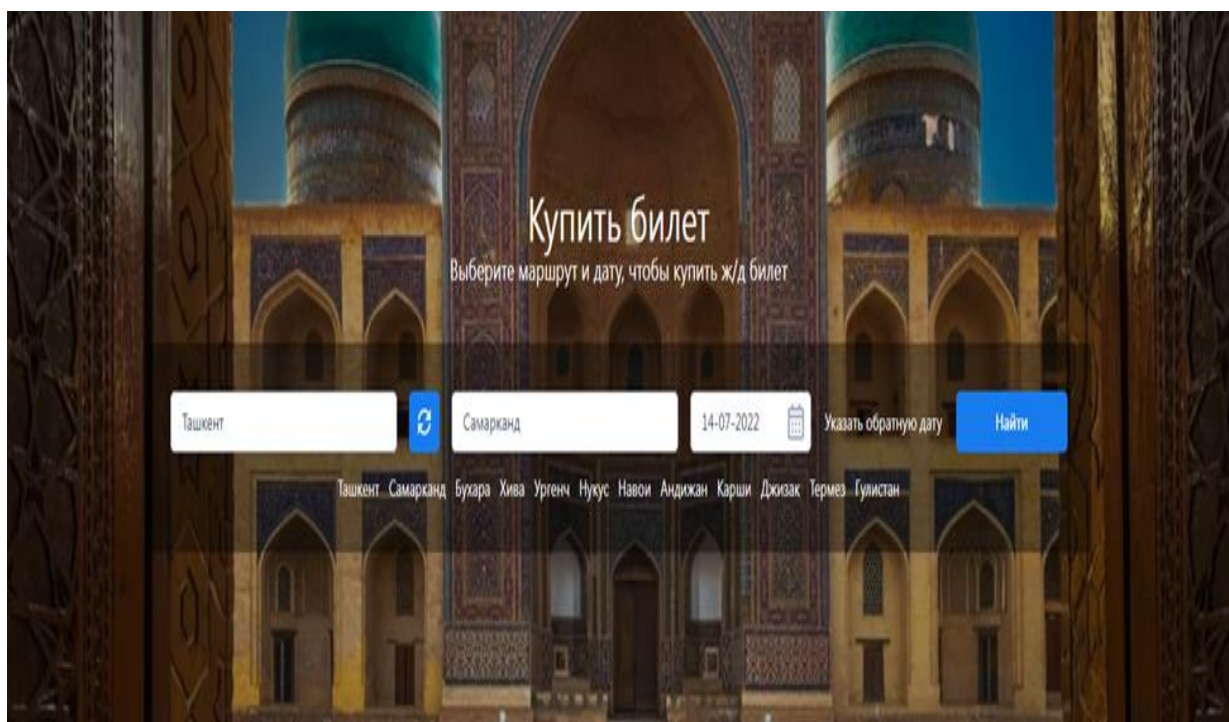 Купить билет
Выберите маршрут и дату, чтобы купить ж/д билет
Ташкент Самарканд 14-07-2022 Указать обратную дату Найти
Ташкент Самарканд Бухара Хива Ургенч Нукус Навои Андижан Карши Джизак Термез Гулистан